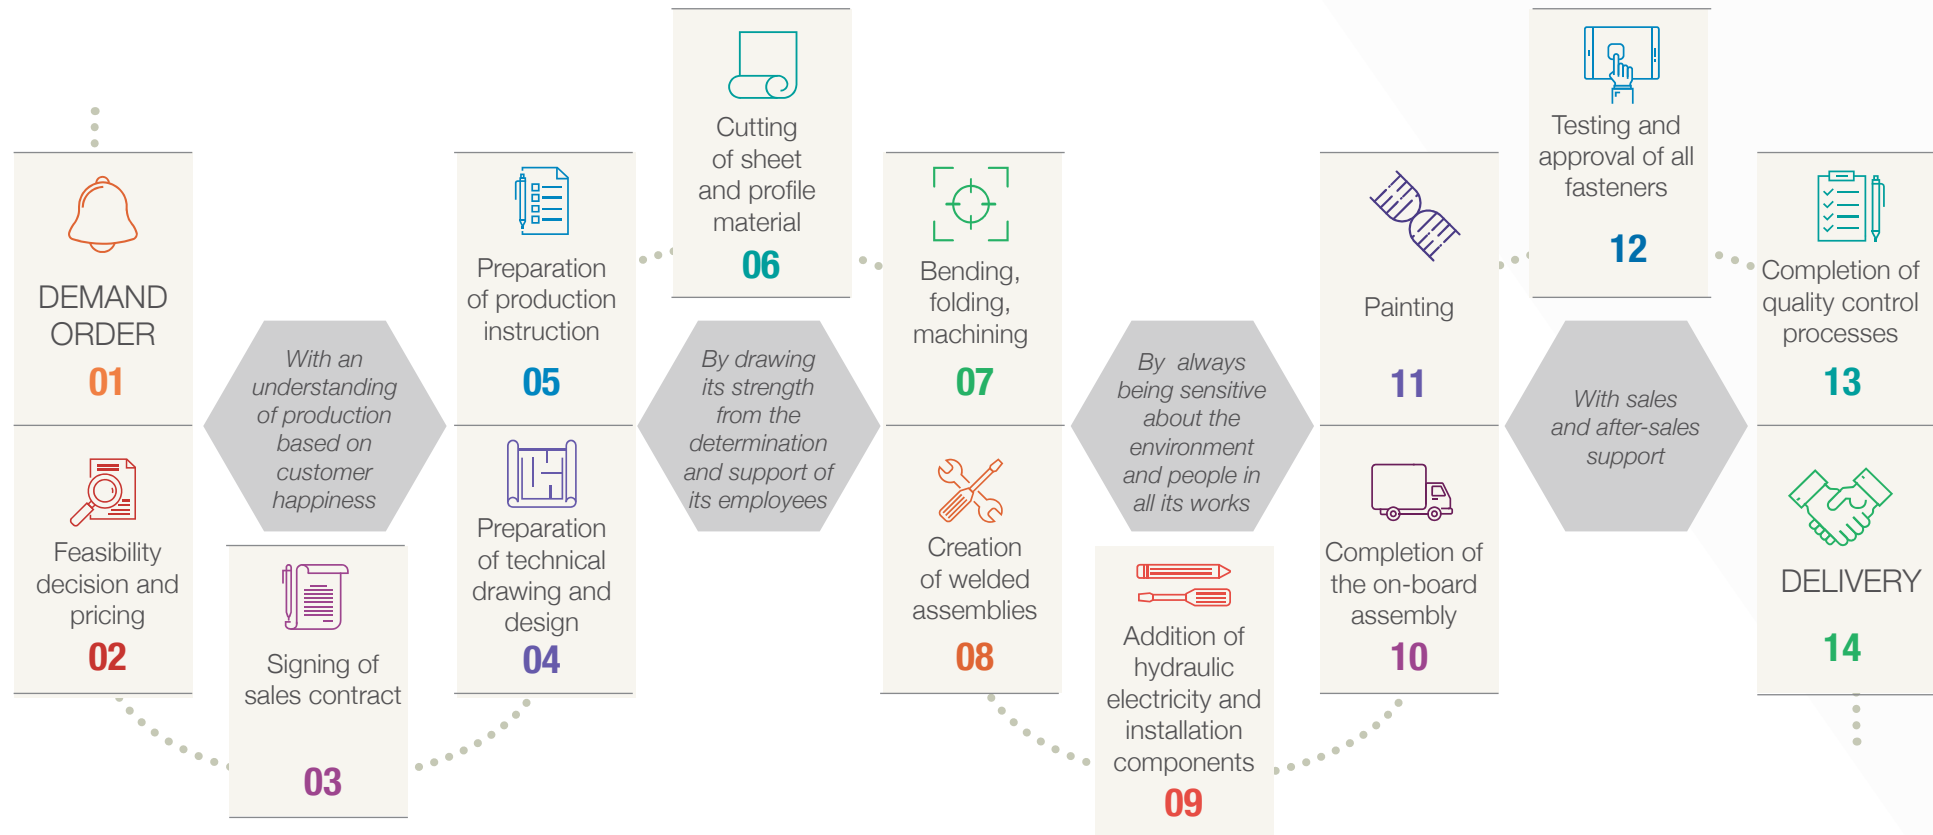 DEMAND
ORDER
01
Feasibility
decision and
pricing
02
With an
understanding
of production
based on
customer
happiness
Signing of
sales contract
03
Preparation
of technical
drawing and
design
04
Preparation
of production
instruction
05
Cutting
of sheet
and profile
material
06
By drawing
its strength
from the
determination
and support of
its employees
Bending,
folding,
machining
07
Creation
of welded
assemblies
08
By always
being sensitive
about the
environment
and people in
all its works
Addition of
hydraulic
electricity and
installation
components
09
Completion of
the on-board
assembly
10
Painting
11
Testing and
approval of all
fasteners
12
With sales
and after-sales
support
Completion of
quality control
processes
13
DELIVERY
14